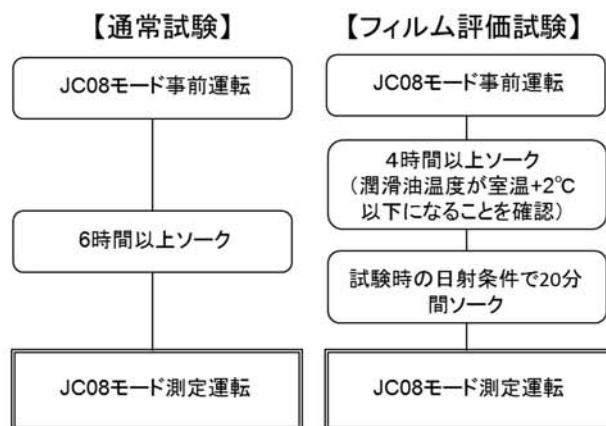 【通常試験】
JC08モード事前運転
6時間以上ソーク
JC08モード測定運転
【フィルム評価試験】
JC08モード事前運転
4時間以上ソーク
(潤滑油温度が室温+2℃
以下になることを確認)
試験時の日射条件で20分
間ソーク
JC08モード測定運転